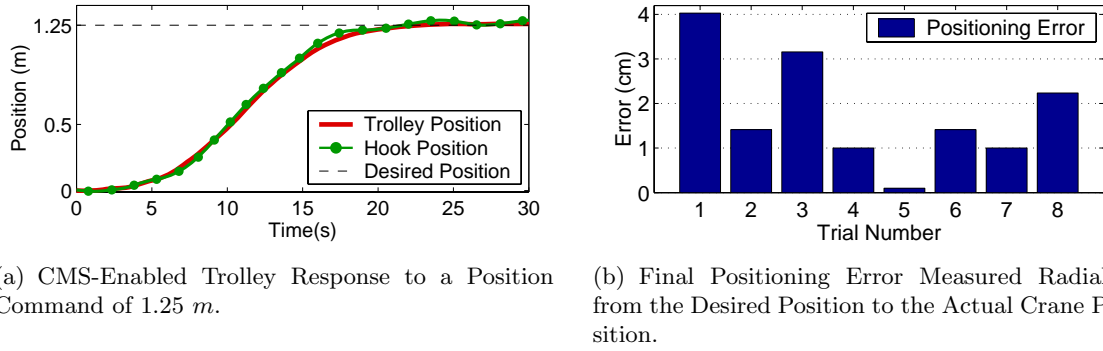 1.25
0.5
0
Position (m)
Trolley Position
Hook Position
Desired Position
0 5 10 15 20 25 30
Time(s)
4
3
2
1
0
Error (cm)
Positioning Error
1 2 3 4 5 6 7 8
Trial Number
a) CMS-Enabled Trolley Response to a Position
Command of 1.25 m.
(b) Final Positioning Error Measured Radial
from the Desired Position to the Actual Crane P
sition.